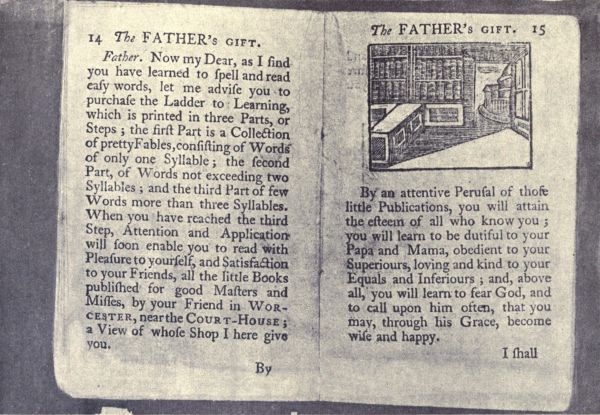 14 The FATHER's GIFT.
Father. Now my Dear, as I find
you have learned to ſpell and read
eaſy words, let me adviſe you to
purchaſe the Ladder to Learning,
which is printed in three Parts, or
Steps ; the firſt Part is a Collection
of prettyFables,conſiſting of Words
of only one Syllable ; the ſecond
Part, of Words not exceeding two
Syllables ; and the third Part of few
Words more than three Syllables.
When you have reached the third
Step, Attention and Application
will ſoon enable you to read with
Pleaſure to yourſelf, and Satisfaction
to your Friends, all the little Books
publiſhed for good Maſters and
Miſſes, by your Friend in WOR-
CESTER, near the COURT-HOUSE ;
a View of whoſe Shop I here give
you.
By
The FATHER's GIFT. 15
By an attentive Peruſal of thoſe
little Publications, you will attain
the eſteem of all who know you ;
you will learn to be dutiful to your
Papa and Mama, obedient to your
Superiours, loving and kind to your
Equals and Inferiours ; and, above
all, you will learn to fear God, and
to call upon him often, that you
may, through his Grace, become
wiſe and happy.
I ſhall